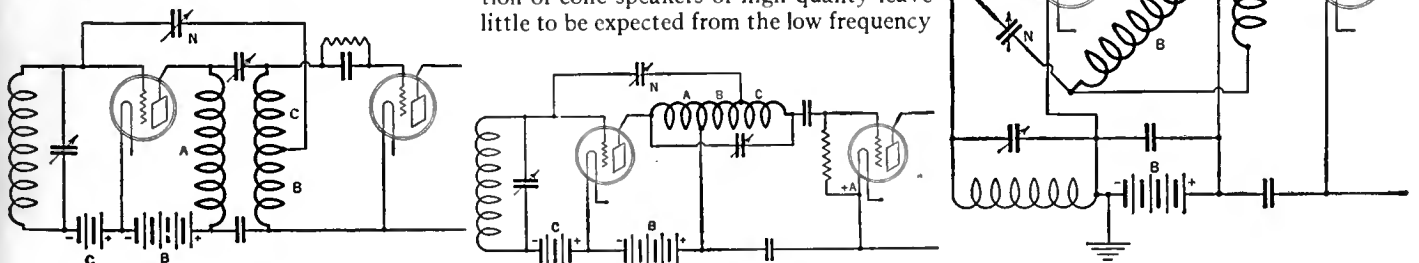 tion of cone speakers of high quality leave
little to be expected from the low frequency
N
C
A
B
- + - +
C B
N
A B C
+A
C B
- + - +
N
B
B
- +